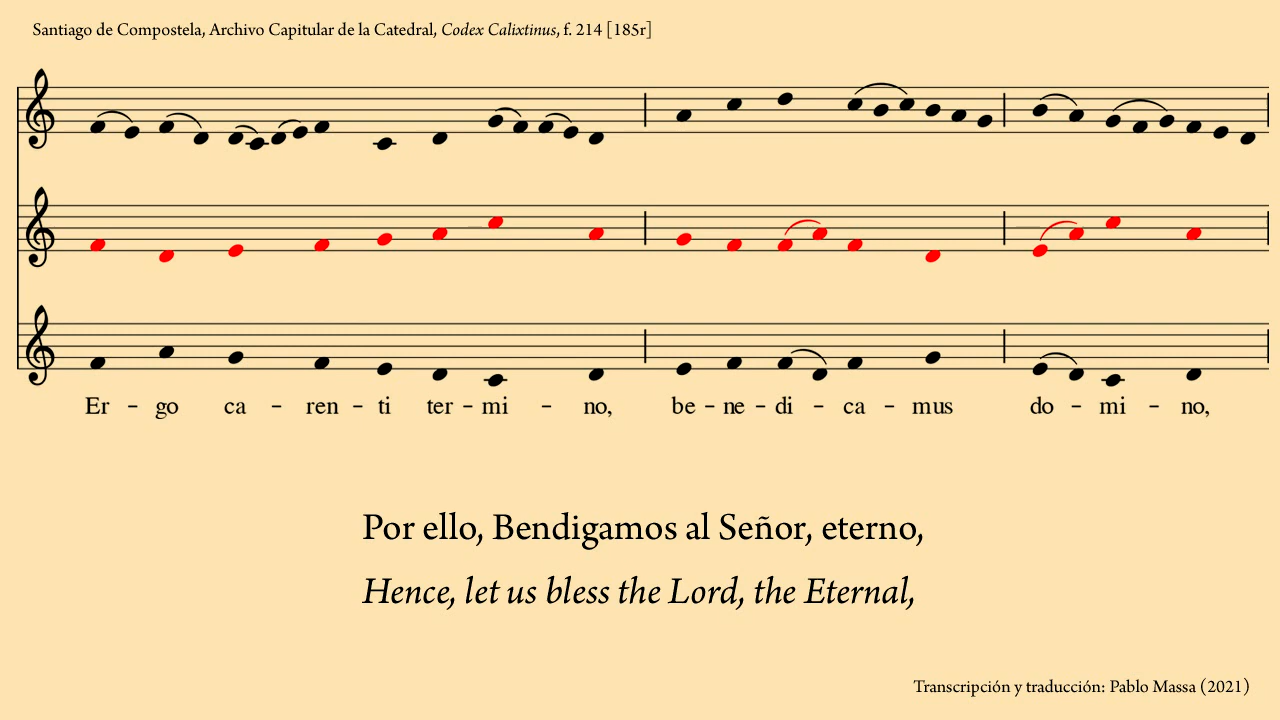 Santiago de Compostela, Archivo Capitular de la Catedral, Codex Calixtinus, f. 214 [185r]
Er – go ca – ren – ti ter – mi – no, be – ne – di – ca – mus do – mi – no,
Por ello, Bendigamos al Señor, eterno,
Hence, let us bless the Lord, the Eternal,
Transcripción y traducción: Pablo Massa (2021)